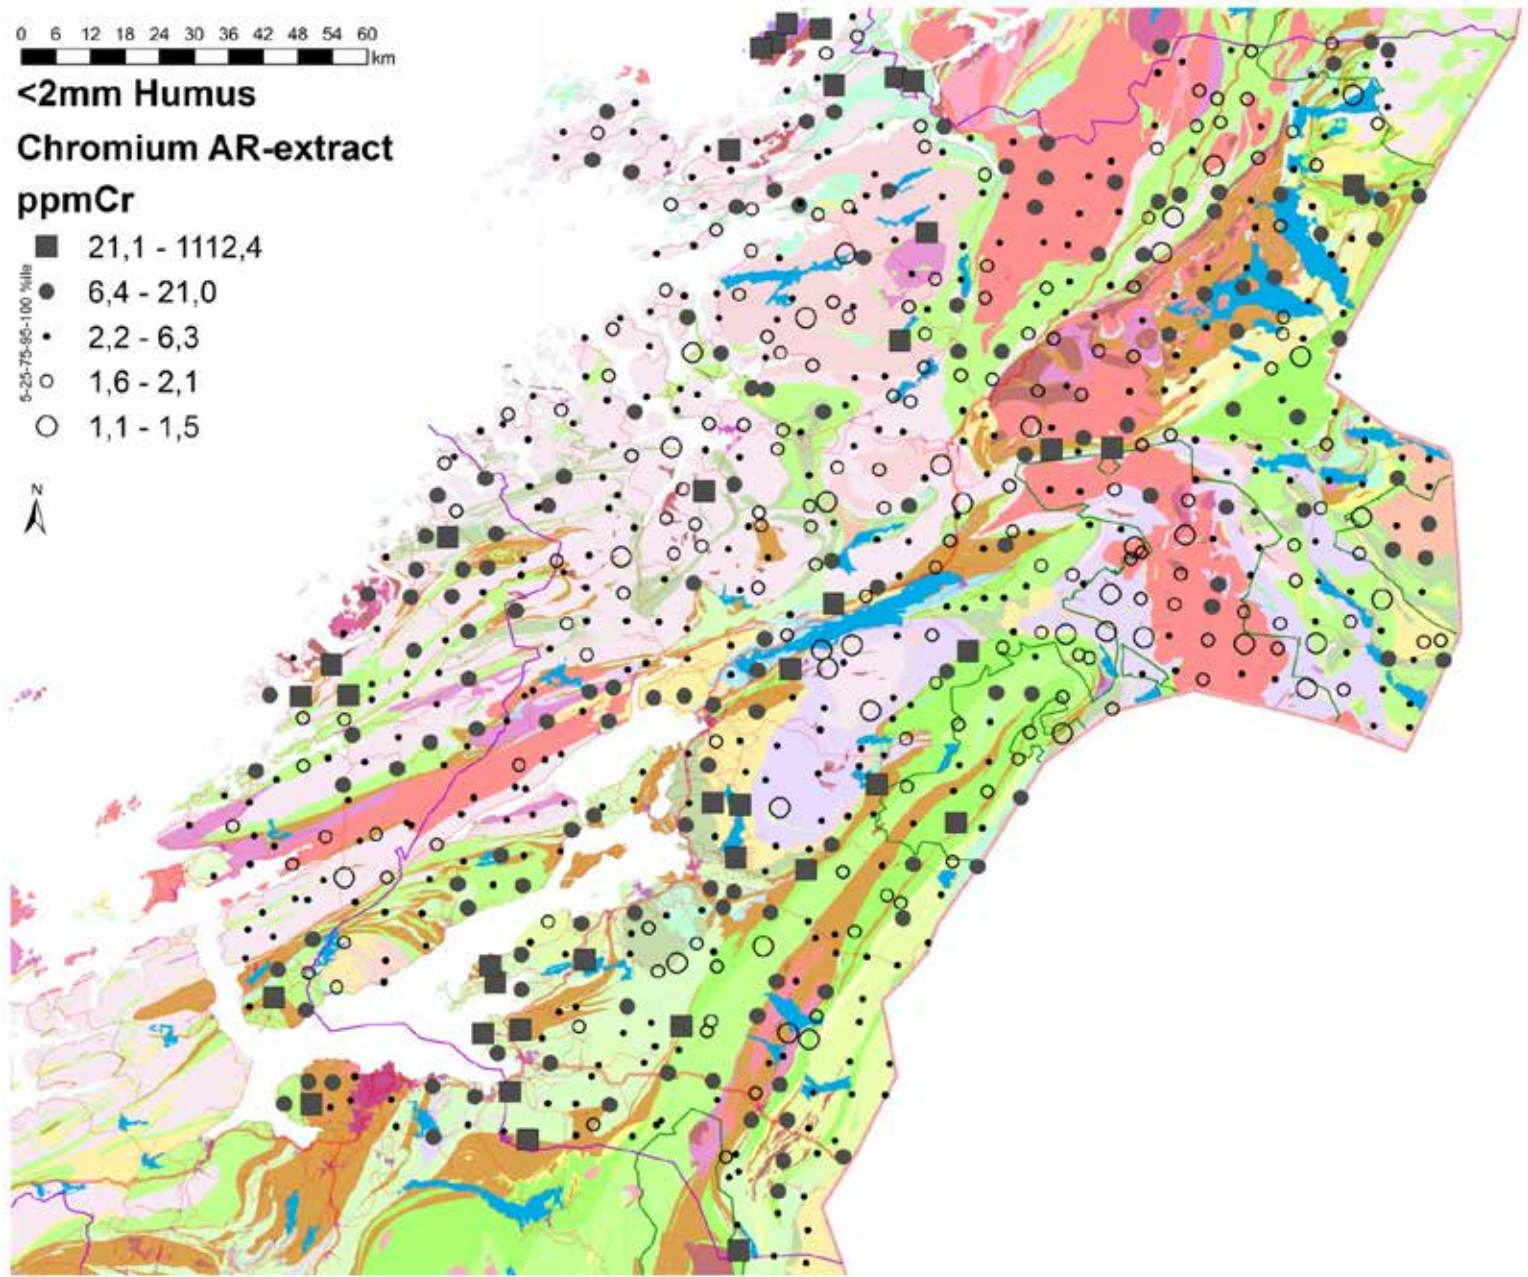 0 6 12 18 24 30 36 42 48 54 60
km
<2mm Humus
Chromium AR-extract
ppmCr
21,1 - 1112,4
6,4 - 21,0
2,2 - 6,3
1,6 - 2,1
1,1 - 1,5
5-25-75-95-100 %ile
N